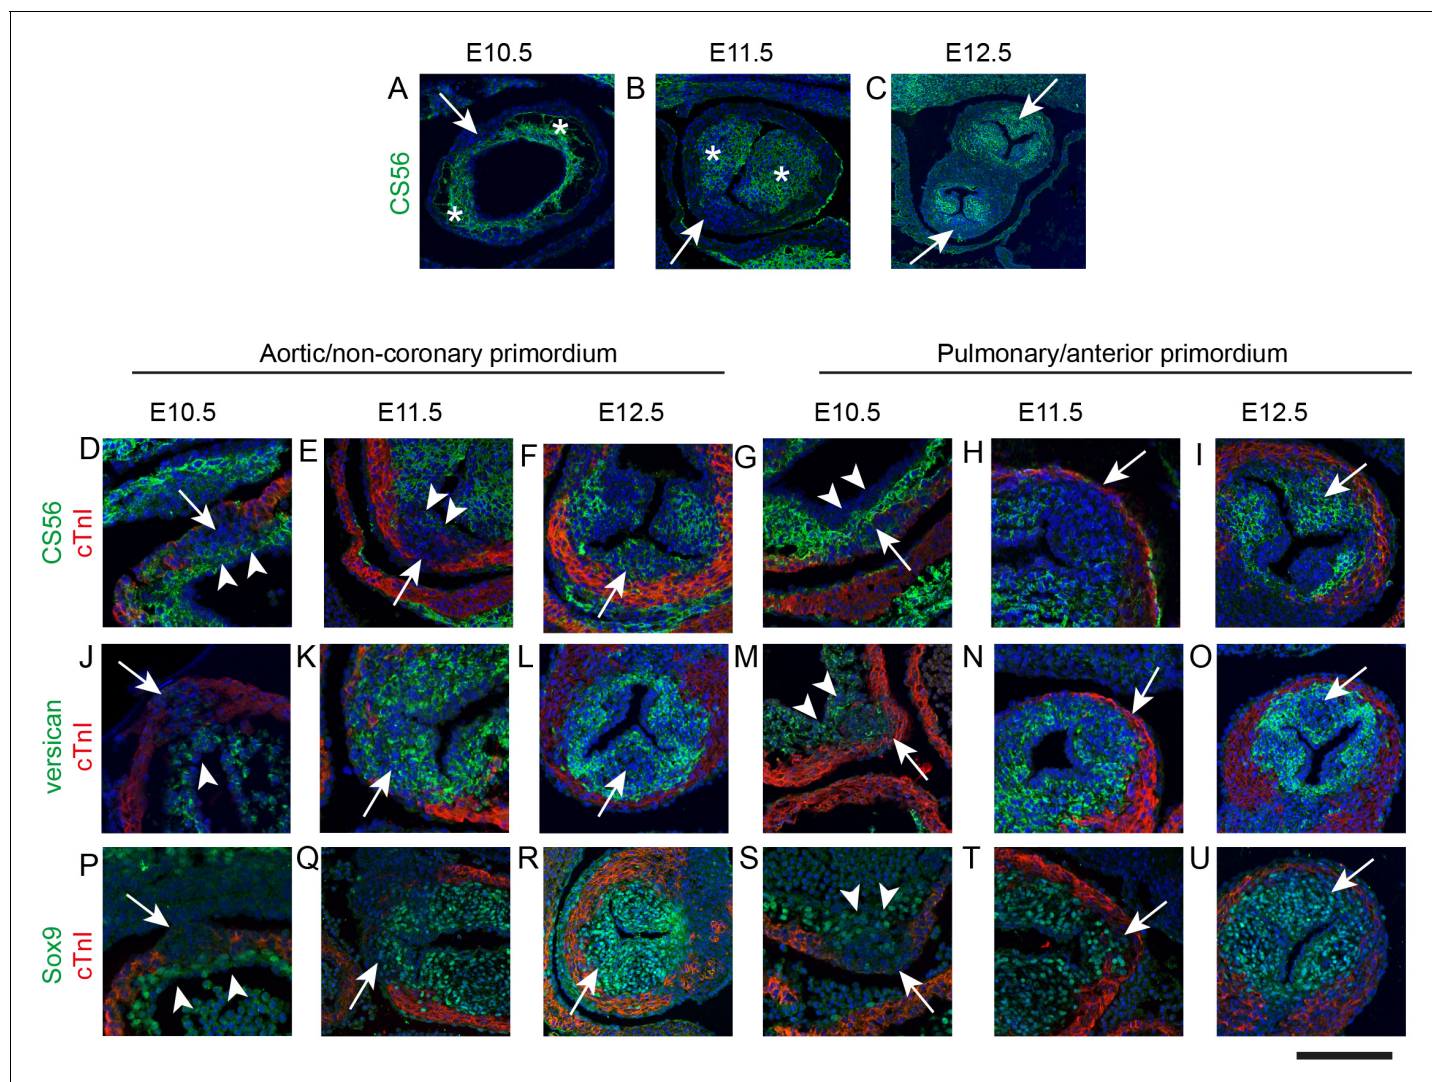 E10.5 E11.5 E12.5
A B C
CS56
Aortic/non-coronary primordium Pulmonary/anterior primordium
E10.5 E11.5 E12.5 E10.5 E11.5 E12.5
D E F G H I
CS56
cTnI
J K L M N O
versican
cTnI
P Q R S T U
Sox9
cTnI